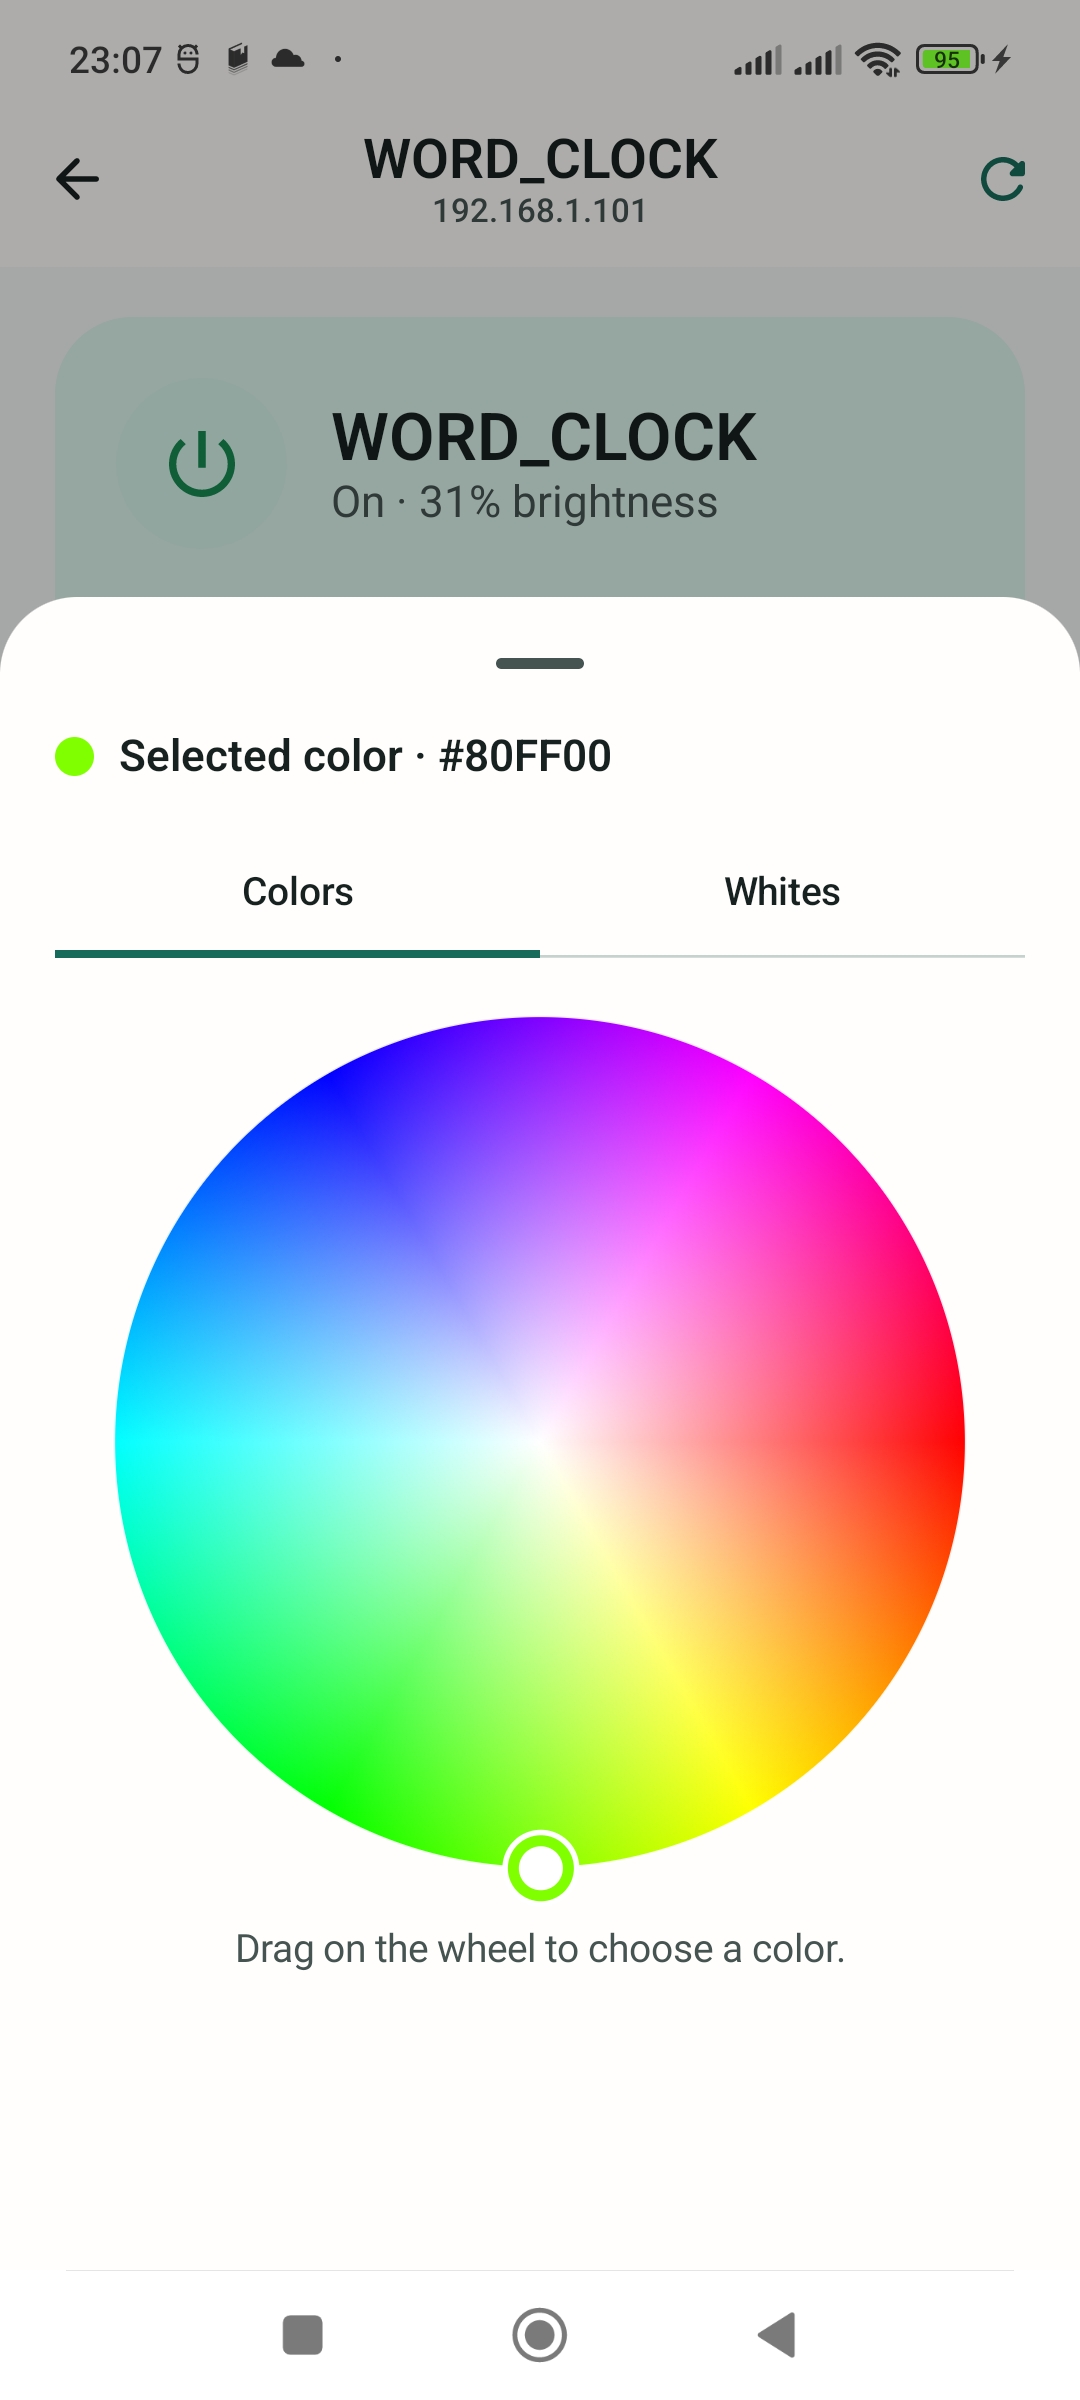 23:07
95
WORD_CLOCK
192.168.1.101
WORD_CLOCK
On · 31% brightness
Selected color · #80FF00
Colors
Whites
Drag on the wheel to choose a color.